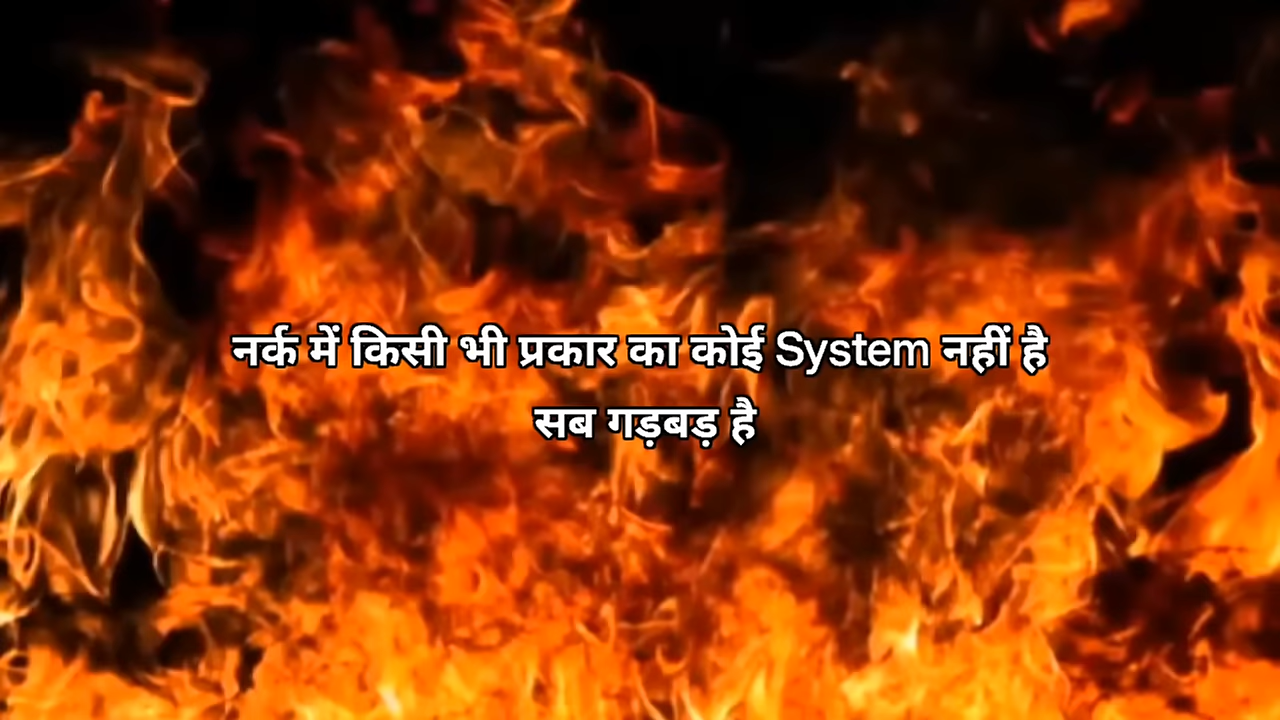 नर्क में किसी भी प्रकार का कोई System नहीं है
सब गड़बड़ है